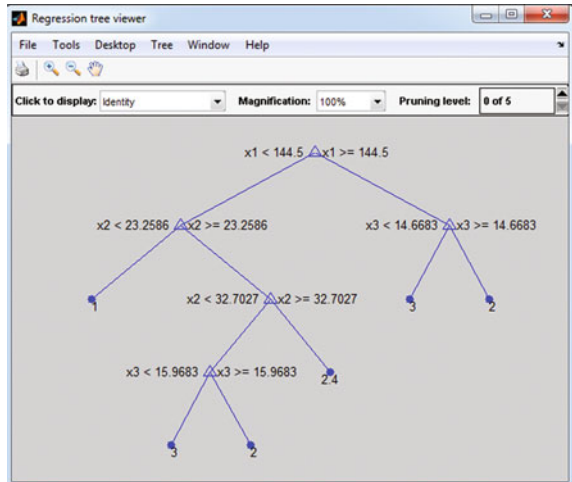 Regression tree viewer
File Tools Desktop Tree Window Help
Click to display: Identity Magnification: 100% Pruning level: 0 of 5
x1 < 144.5 x1 >= 144.5
x2 < 23.2586 x2 >= 23.2586 x3 < 14.6683 x3 >= 14.6683
1 x2 < 32.7027 x2 >= 32.7027 3 2
x3 < 15.9683 x3 >= 15.9683 2.4
3 2